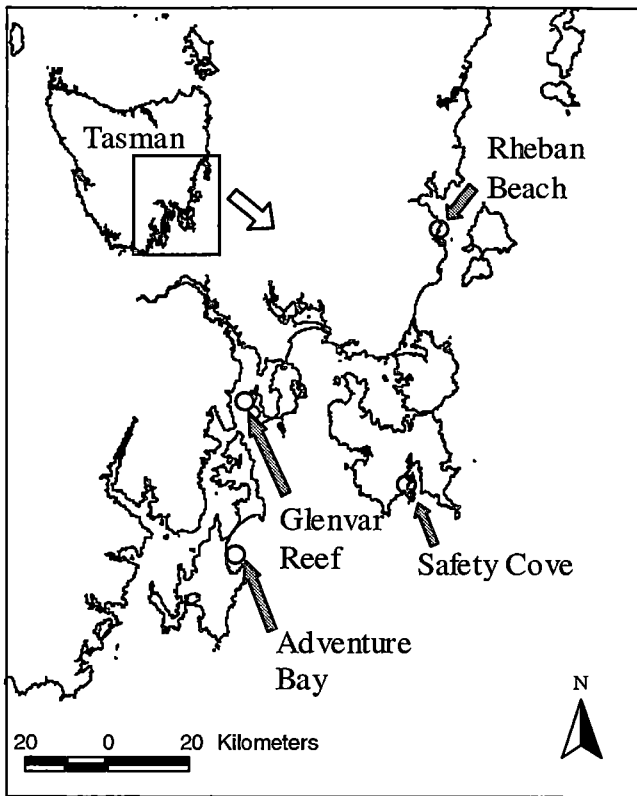 Tasman
Rheban
Beach
Glenvar
Reef
Safety Cove
Adventure
Bay
N
20 0 20 Kilometers